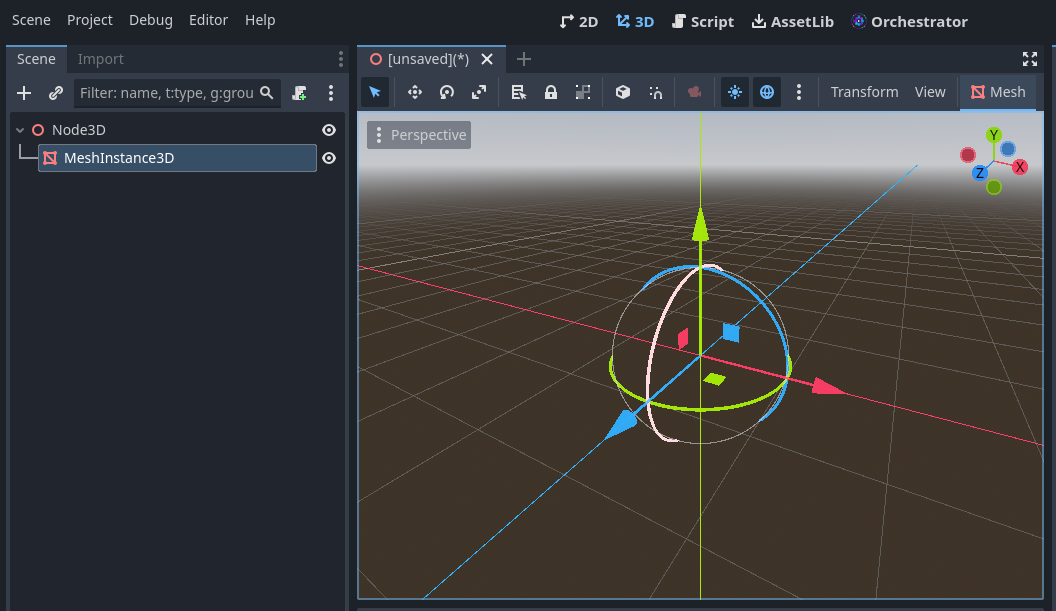 Scene Project Debug Editor Help
2D 3D Script AssetLib Orchestrator
Scene Import
[unsaved](*)
Filter: name, t:type, g:grou
Transform View Mesh
Node3D
MeshInstance3D
Perspective
Y
X
Z